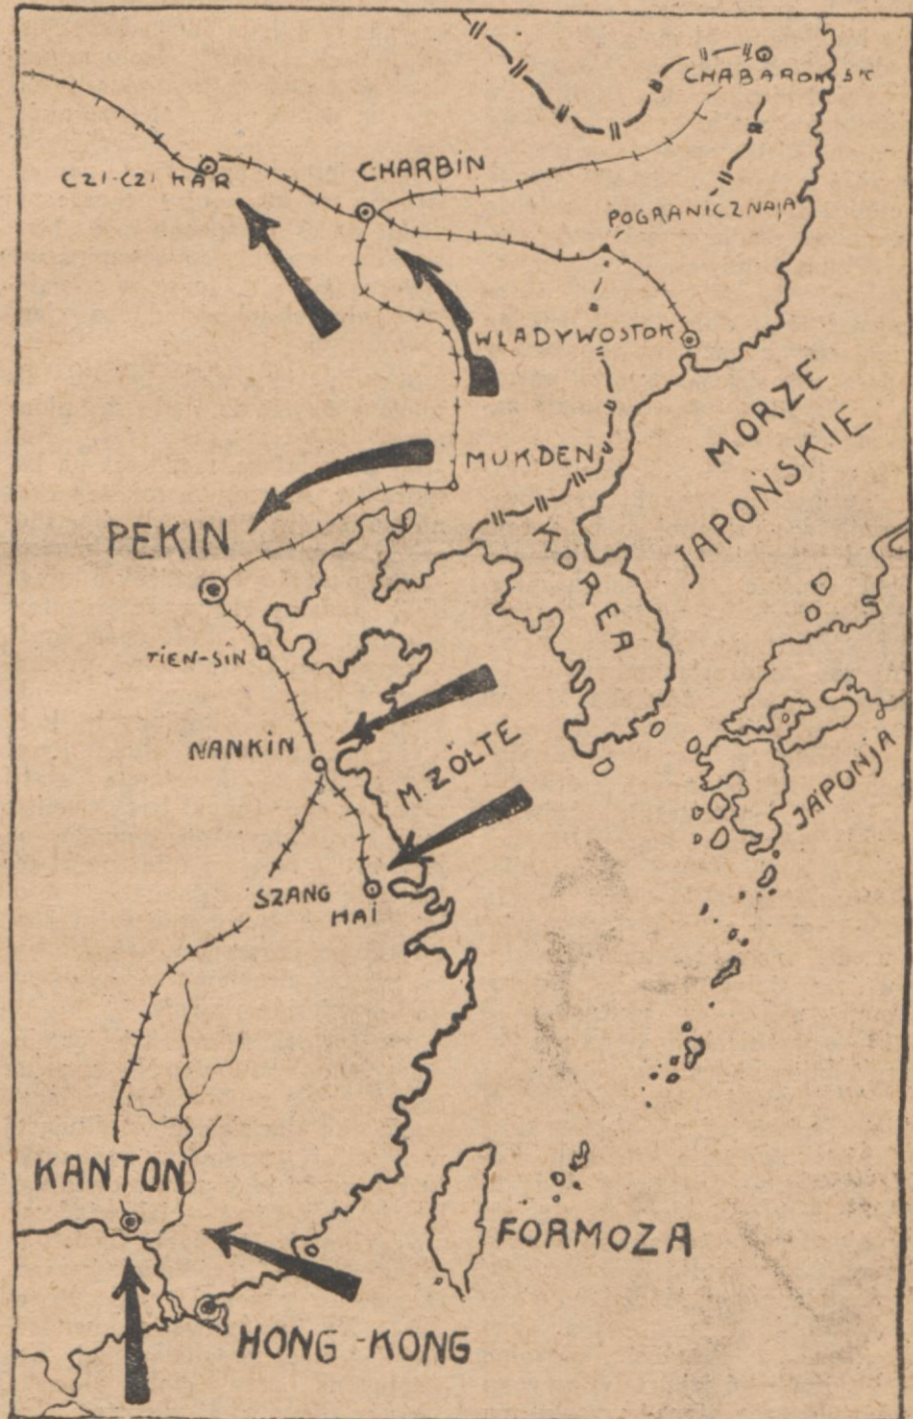 CHABAROWSK
CZI-CZI HAR
CHARBIN
POGRANICZNAJA
WŁADYWOSTOK
MORZE
JAPOŃSKIE
MUKDEN
PEKIN
KOREA
TIEN-SIN
NANKIN
M. ŻÓŁTE
JAPONJA
SZANG
HAI
KANTON
FORMOZA
HONG-KONG